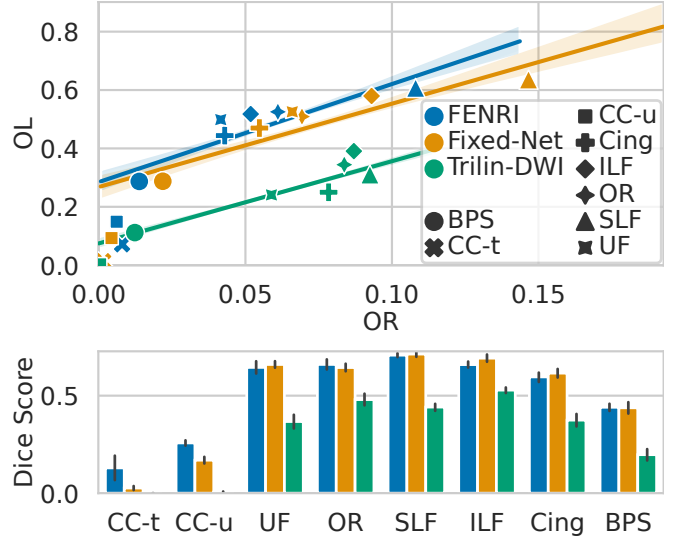 0.8
0.6
0.4
0.2
0.0
OL
FENRI
Fixed-Net
Trilin-DWI
BPS
CC-t
CC-u
Cing
ILF
OR
SLF
UF
0.00 0.05 0.10 0.15
OR
Dice Score
0.5
0.0
CC-t CC-u UF OR SLF ILF Cing BPS